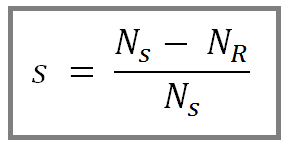 s = (N_s − N_R) / N_s